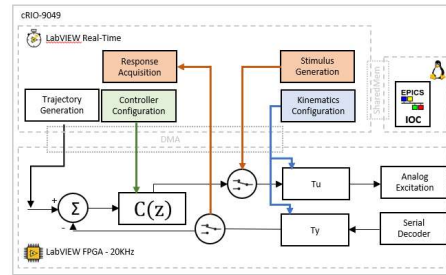 cRIO-9049
LabVIEW Real-Time
Response
Acquisition
Stimulus
Generation
Trajectory
Generation
Controller
Configuration
Kinematics
Configuration
SharedMem
EPICS
IOC
DMA
+
Σ
-
C(z)
Tu
Analog
Excitation
Ty
Serial
Decoder
LabVIEW FPGA - 20KHz